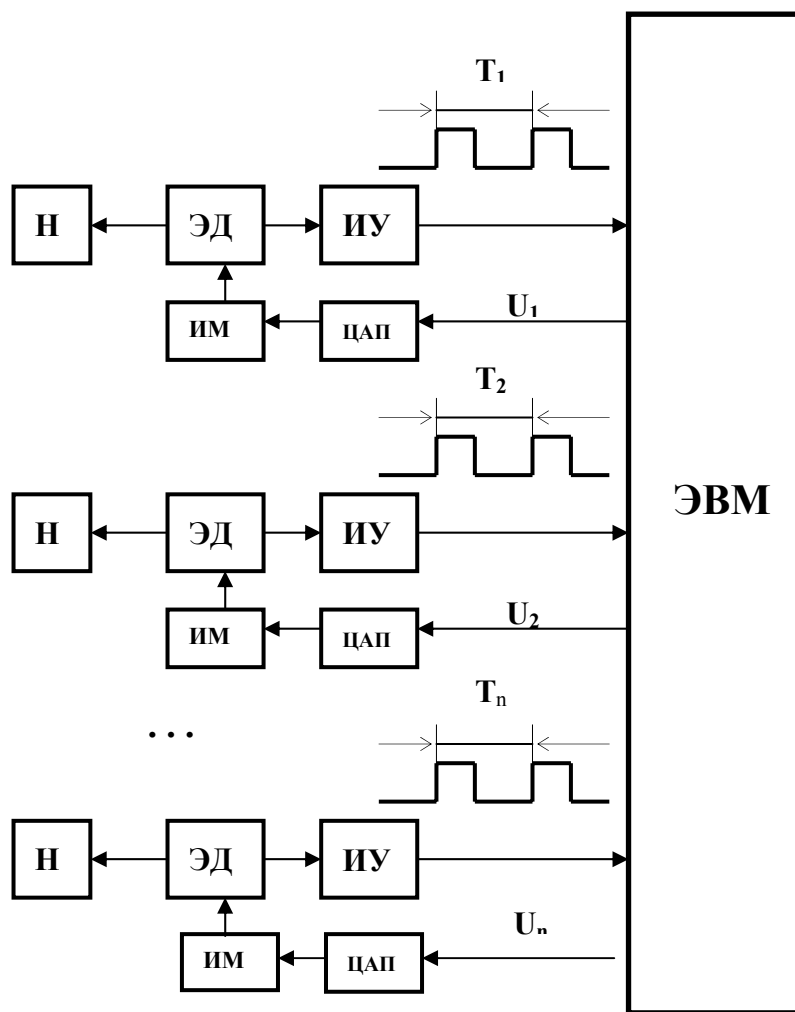 T₁
Н ЭД ИУ
U₁
ИМ ЦАП
T₂
ЭВМ
Н ЭД ИУ
U₂
ИМ ЦАП
Tₙ
...
Н ЭД ИУ
Uₙ
ИМ ЦАП